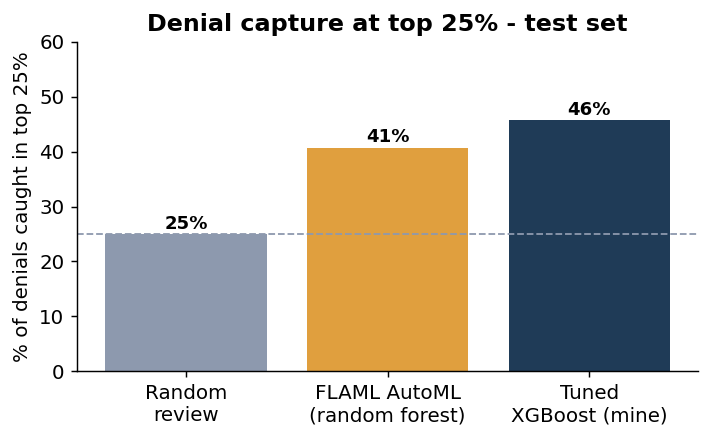 Denial capture at top 25% - test set
% of denials caught in top 25%
60
50
40
30
20
10
0
25%
41%
46%
Random
review
FLAML AutoML
(random forest)
Tuned
XGBoost (mine)